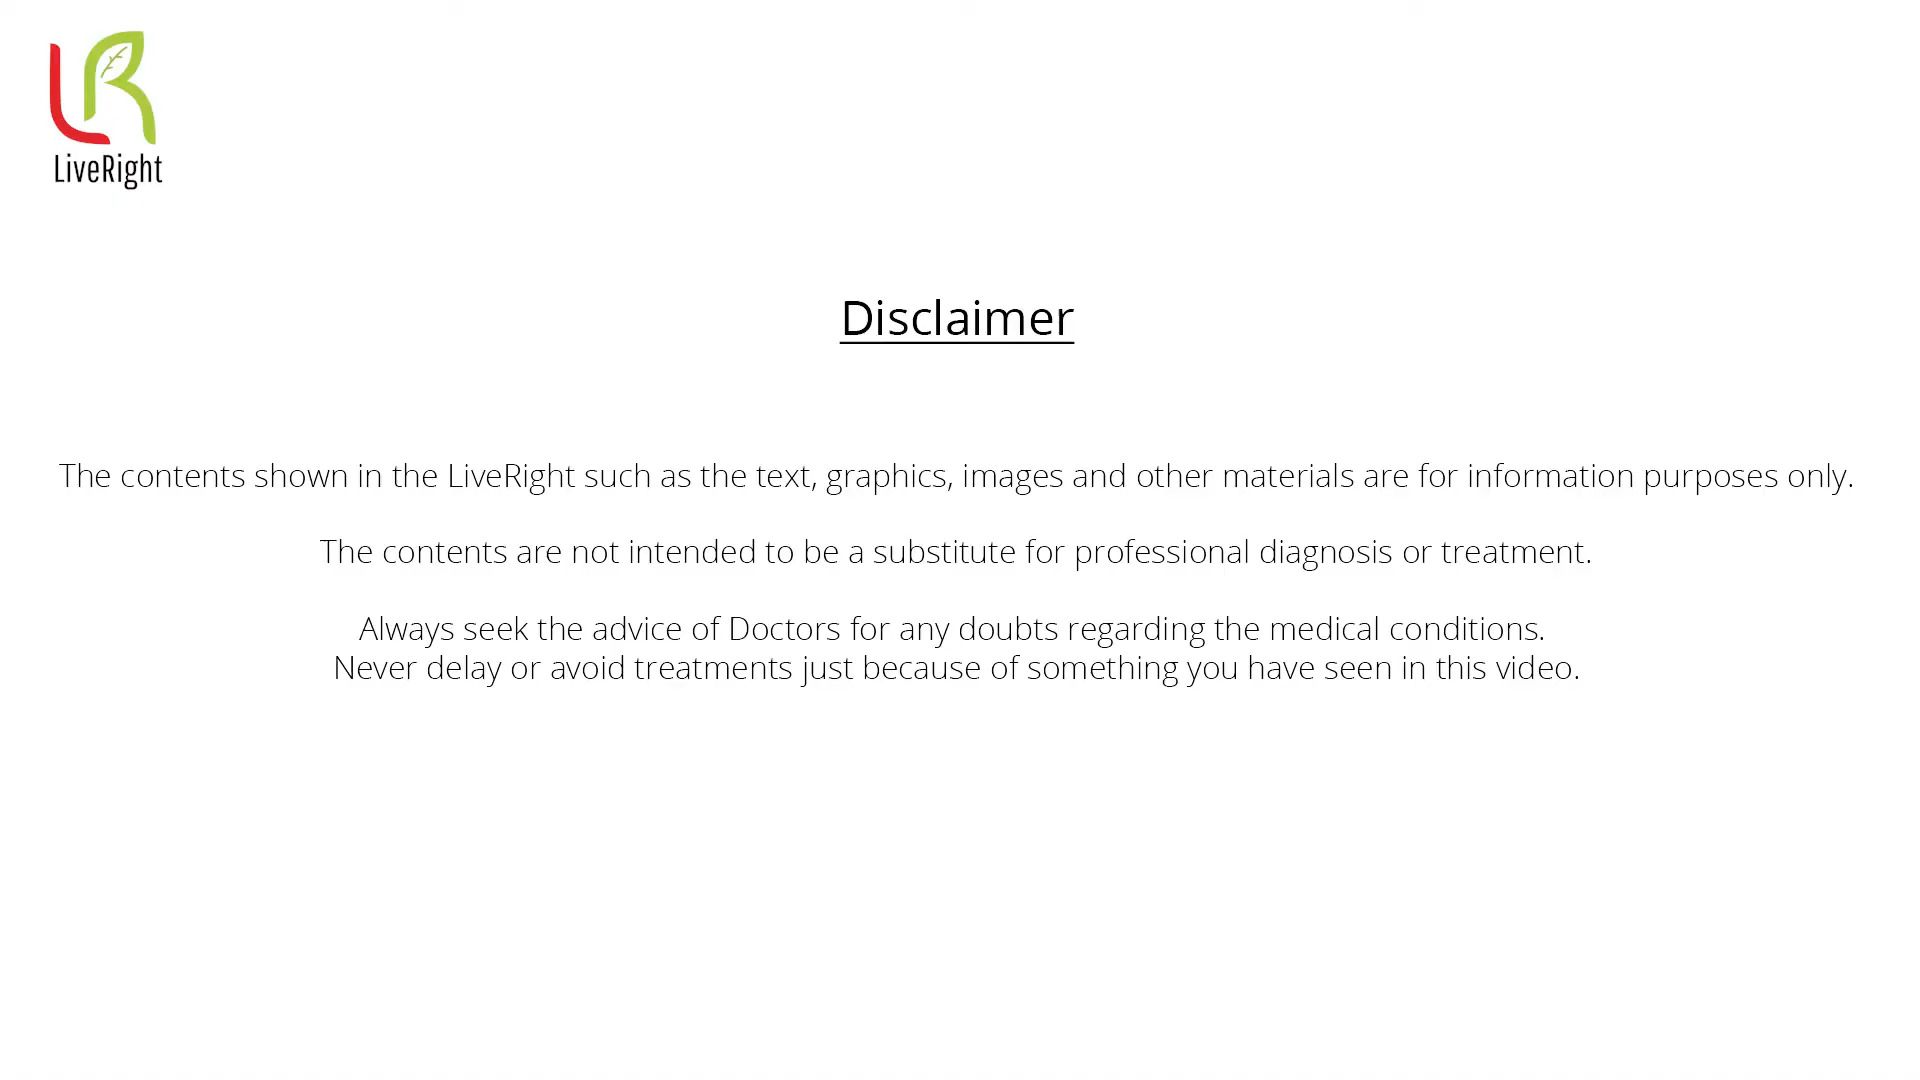 LiveRight
Disclaimer
The contents shown in the LiveRight such as the text, graphics, images and other materials are for information purposes only.
The contents are not intended to be a substitute for professional diagnosis or treatment.
Always seek the advice of Doctors for any doubts regarding the medical conditions.
Never delay or avoid treatments just because of something you have seen in this video.